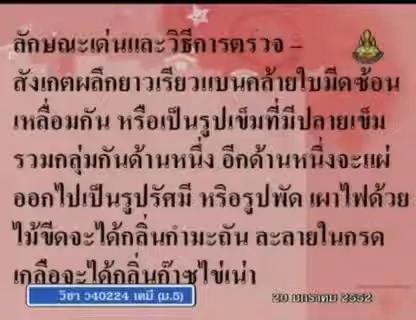 ลักษณะเด่นและวิธีการตรวจ –
สังเกตผลึกยาวเรียวแบนคล้ายใบมีดซ้อน
เหลื่อมกัน หรือเป็นรูปเข็มที่มีปลายเข็ม
รวมกลุ่มกันด้านหนึ่ง อีกด้านหนึ่งจะแผ่
ออกไปเป็นรูปรัศมี หรือรูปพัด เผาไฟด้วย
ไม้ขีดจะได้กลิ่นกำมะถัน ละลายในกรด
เกลือจะได้กลิ่นก๊าซไข่เน่า
วิชา ว40224 เคมี (ม.5)
20 มกราคม 2552